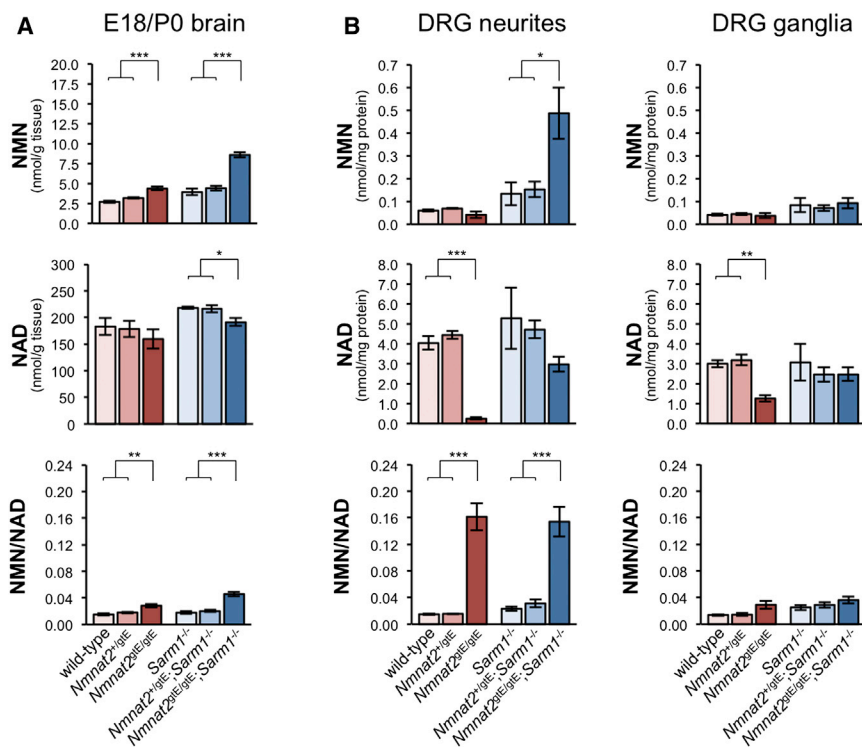 A E18/P0 brain B DRG neurites DRG ganglia
NMN
(nmol/g tissue)
20.0
17.5
15.0
12.5
10.0
7.5
5.0
2.5
0.0
*** ***
NMN
(nmol/mg protein)
0.7
0.6
0.5
0.4
0.3
0.2
0.1
0.0
*
NMN
(nmol/mg protein)
0.7
0.6
0.5
0.4
0.3
0.2
0.1
0.0
NAD
(nmol/g tissue)
300
250
200
150
100
50
0
*
NAD
(nmol/mg protein)
8.0
7.0
6.0
5.0
4.0
3.0
2.0
1.0
0.0
***
NAD
(nmol/mg protein)
8.0
7.0
6.0
5.0
4.0
3.0
2.0
1.0
0.0
**
NMN/NAD
0.24
0.20
0.16
0.12
0.08
0.04
0.00
** ***
NMN/NAD
0.24
0.20
0.16
0.12
0.08
0.04
0.00
*** ***
NMN/NAD
0.24
0.20
0.16
0.12
0.08
0.04
0.00
wild-type
Nmnat2+/gtE
Nmnat2gtE/gtE
Sarm1-/-
Nmnat2+/gtE;Sarm1-/-
Nmnat2gtE/gtE;Sarm1-/-
wild-type
Nmnat2+/gtE
Nmnat2gtE/gtE
Sarm1-/-
Nmnat2+/gtE;Sarm1-/-
Nmnat2gtE/gtE;Sarm1-/-
wild-type
Nmnat2+/gtE
Nmnat2gtE/gtE
Sarm1-/-
Nmnat2+/gtE;Sarm1-/-
Nmnat2gtE/gtE;Sarm1-/-